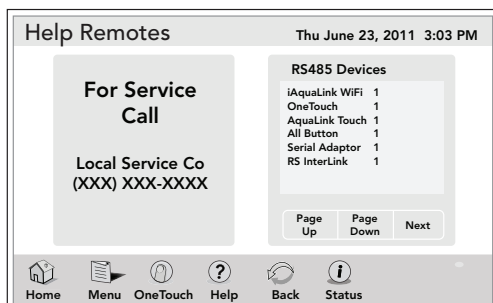 Help Remotes
Thu June 23, 2011 3:03 PM
For Service
Call
Local Service Co
(XXX) XXX-XXXX
RS485 Devices
iAquaLink WiFi 1
OneTouch 1
AquaLink Touch 1
All Button 1
Serial Adaptor 1
RS InterLink 1
Page Up
Page Down
Next
Home
Menu
OneTouch
Help
Back
Status